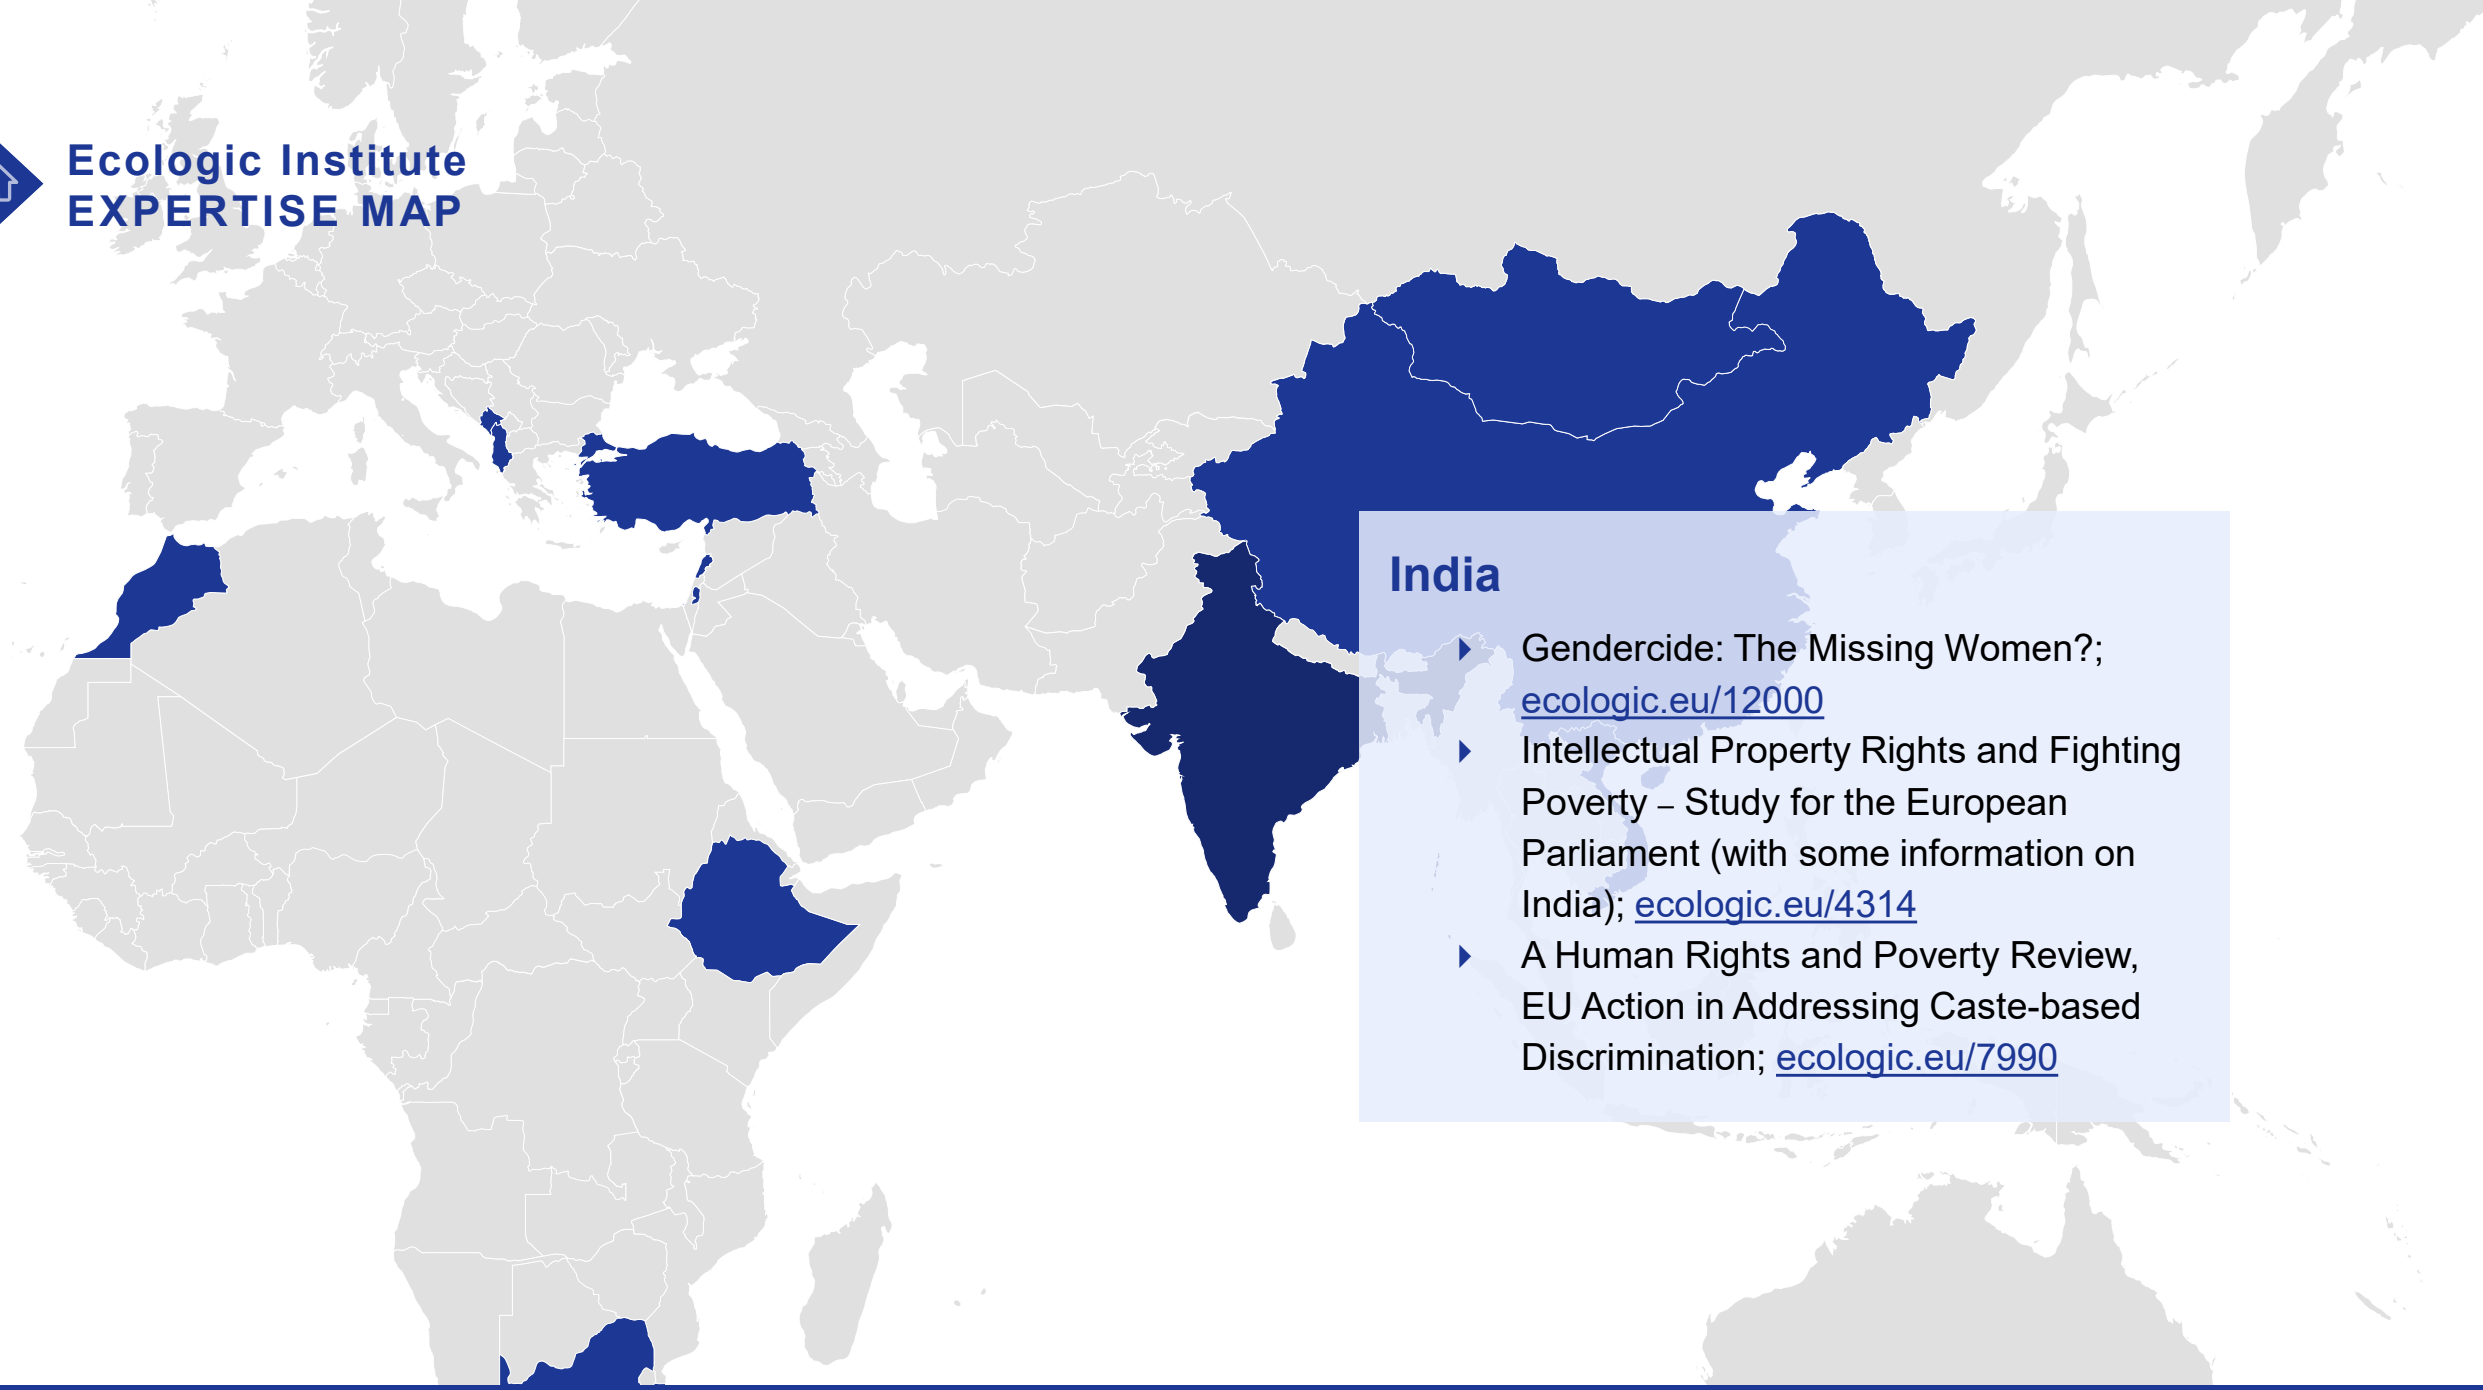 Ecologic Institute
EXPERTISE MAP
India
Gendercide: The Missing Women?;
ecologic.eu/12000
Intellectual Property Rights and Fighting
Poverty – Study for the European
Parliament (with some information on
India); ecologic.eu/4314
A Human Rights and Poverty Review,
EU Action in Addressing Caste-based
Discrimination; ecologic.eu/7990